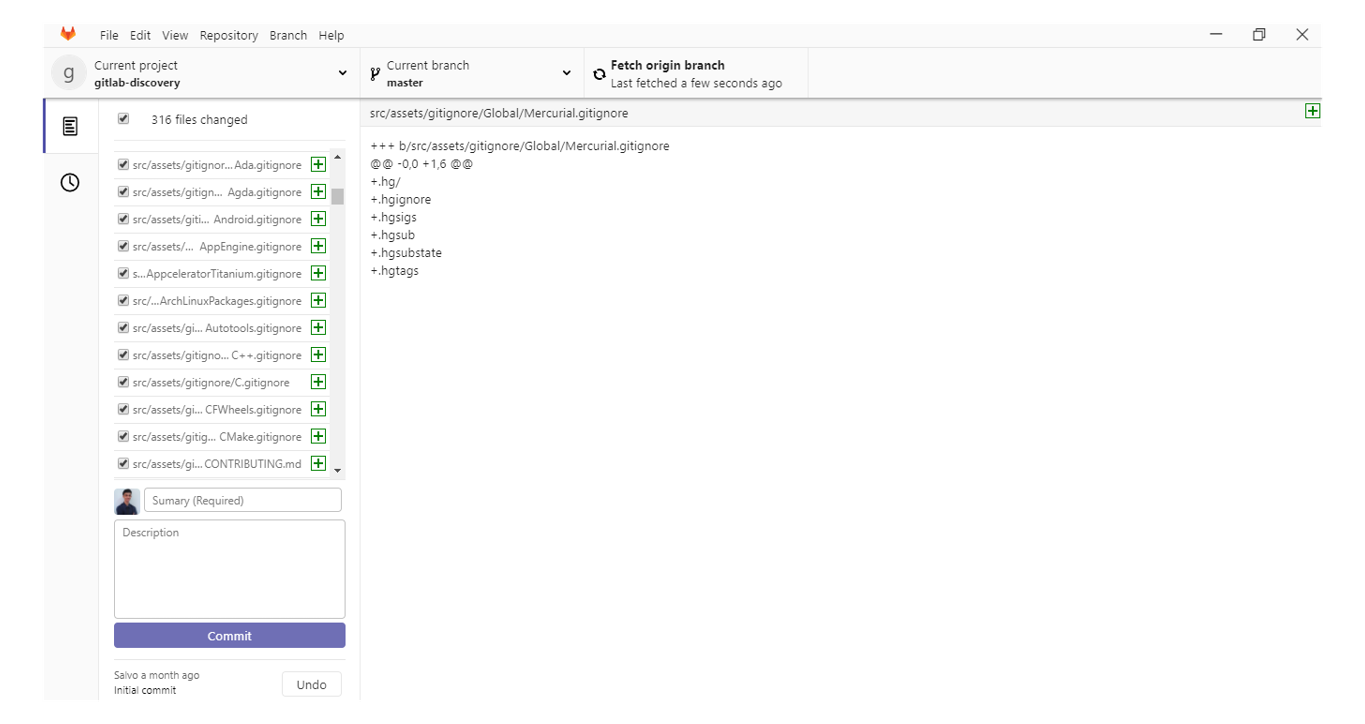 File Edit View Repository Branch Help
g
Current project
gitlab-discovery
Current branch
master
Fetch origin branch
Last fetched a few seconds ago
316 files changed
src/assets/gitignor... Ada.gitignore
src/assets/gitign... Agda.gitignore
src/assets/giti... Android.gitignore
src/assets/... AppEngine.gitignore
s...AppceleratorTitanium.gitignore
src/...ArchLinuxPackages.gitignore
src/assets/gi... Autotools.gitignore
src/assets/gitigno... C++.gitignore
src/assets/gitignore/C.gitignore
src/assets/gi... CFWheels.gitignore
src/assets/gitig... CMake.gitignore
src/assets/gi... CONTRIBUTING.md
Sumary (Required)
Description
Commit
Salvo a month ago
Initial commit
Undo
src/assets/gitignore/Global/Mercurial.gitignore
+++ b/src/assets/gitignore/Global/Mercurial.gitignore
@@ -0,0 +1,6 @@
+.hg/
+.hgignore
+.hgsigs
+.hgsub
+.hgsubstate
+.hgtags